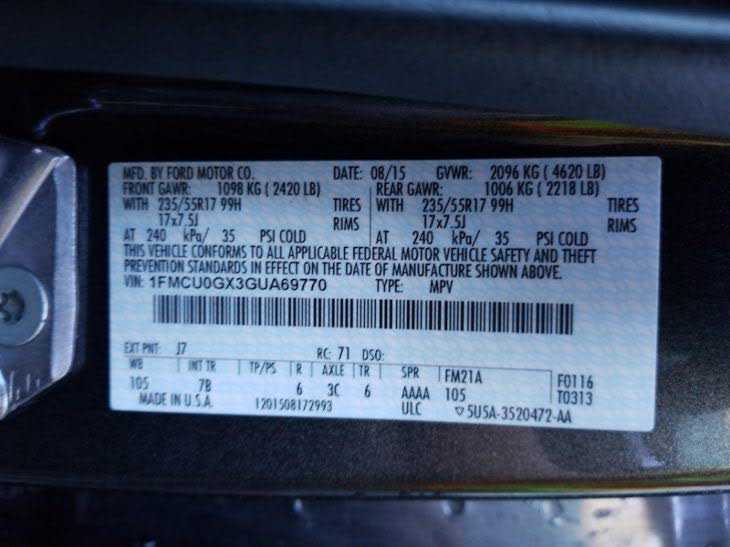 MFD. BY FORD MOTOR CO. DATE: 08/15 GVWR: 2096 KG ( 4620 LB)
FRONT GAWR: 1098 KG ( 2420 LB) REAR GAWR: 1006 KG ( 2218 LB)
WITH 235/55R17 99H TIRES WITH 235/55R17 99H TIRES
17x7.5J RIMS 17x7.5J RIMS
AT 240 kPa/ 35 PSI COLD AT 240 kPa/ 35 PSI COLD
THIS VEHICLE CONFORMS TO ALL APPLICABLE FEDERAL MOTOR VEHICLE SAFETY AND THEFT
PREVENTION STANDARDS IN EFFECT ON THE DATE OF MANUFACTURE SHOWN ABOVE.
VIN: 1FMCU0GX3GUA69770 TYPE: MPV
EXT PNT: J7 RC: 71 DSO:
WB INT TR TP/PS R AXLE TR SPR FM21A F0116
105 7B 6 3C 6 AAAA 105 T0313
MADE IN U.S.A. 1201508172993 ULC ▽5U5A-3520472-AA